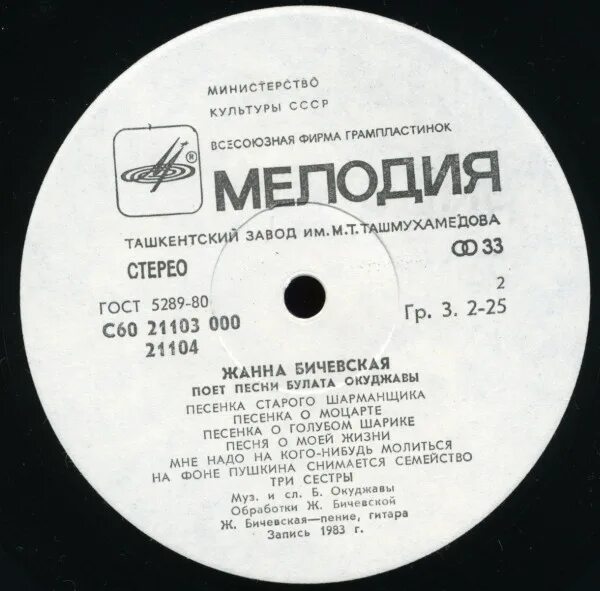 МИНИСТЕРСТВО
КУЛЬТУРЫ СССР
ВСЕСОЮЗНАЯ ФИРМА ГРАМПЛАСТИНОК
®
МЕЛОДИЯ
ТАШКЕНТСКИЙ ЗАВОД ИМ. М.Т. ТАШМУХАМЕДОВА
СТЕРЕО
33
ГОСТ 5289-80
2
С60 21103 000
Гр. 3. 2-25
21104
ЖАННА БИЧЕВСКАЯ
ПОЕТ ПЕСНИ БУЛАТА ОКУДЖАВЫ
ПЕСЕНКА СТАРОГО ШАРМАНЩИКА
ПЕСЕНКА О МОЦАРТЕ
ПЕСЕНКА О ГОЛУБОМ ШАРИКЕ
ПЕСНЯ О МОЕЙ ЖИЗНИ
МНЕ НАДО НА КОГО-НИБУДЬ МОЛИТЬСЯ
НА ФОНЕ ПУШКИНА СНИМАЕТСЯ СЕМЕЙСТВО
ТРИ СЕСТРЫ
Муз. и сл. Б. Окуджавы
Обработки Ж. Бичевской
Ж. Бичевская—пение, гитара
Запись 1983 г.